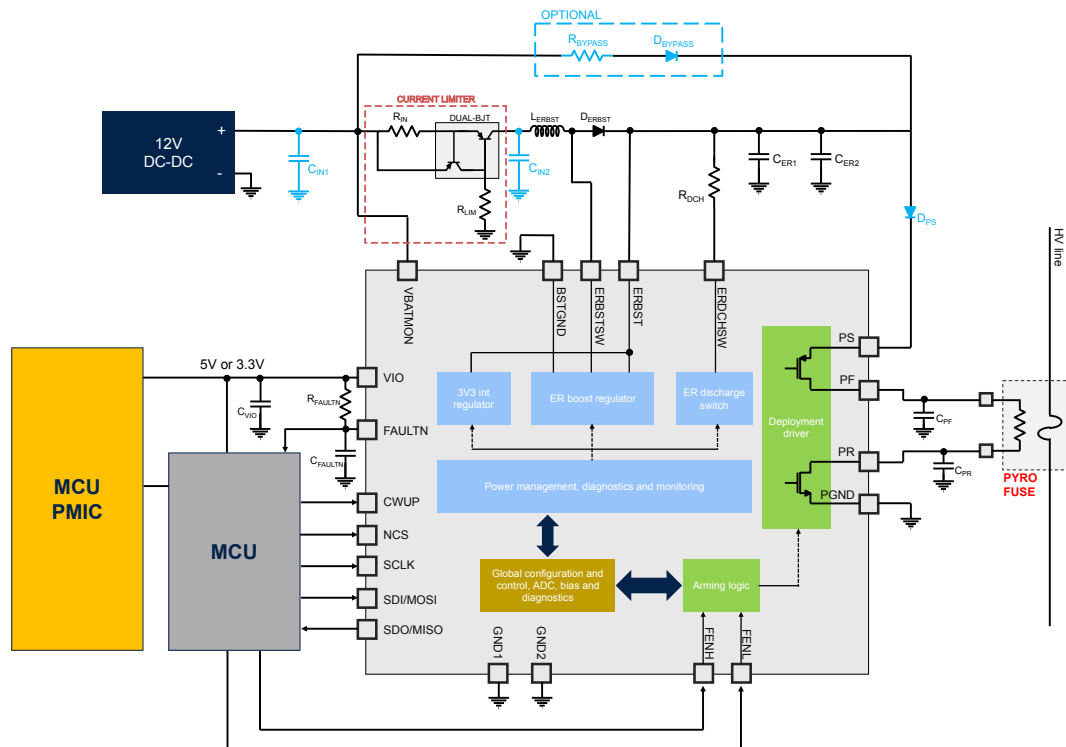 OPTIONAL
RBYPASS
DBYPASS
CURRENT LIMITER
RIN
DUAL-BJT
LERBST
DERBST
12V
DC-DC
+
-
CIN1
CIN2
RLIM
RDCH
CER1
CER2
DPS
HV line
VBATMON
BSTGND
ERBSTSW
ERBST
ERDCHSW
PS
5V or 3.3V
VIO
RFAULTN
CVIO
FAULTN
CFAULTN
3V3 int
regulator
ER boost regulator
ER discharge
switch
Deployment
driver
PF
CPF
PR
CPR
PGND
PYRO
FUSE
MCU
PMIC
MCU
CWUP
NCS
SCLK
SDI/MOSI
SDO/MISO
Power management, diagnostics and monitoring
Global configuration and
control, ADC, bias and
diagnostics
Arming logic
GND1
GND2
FENH
FENL